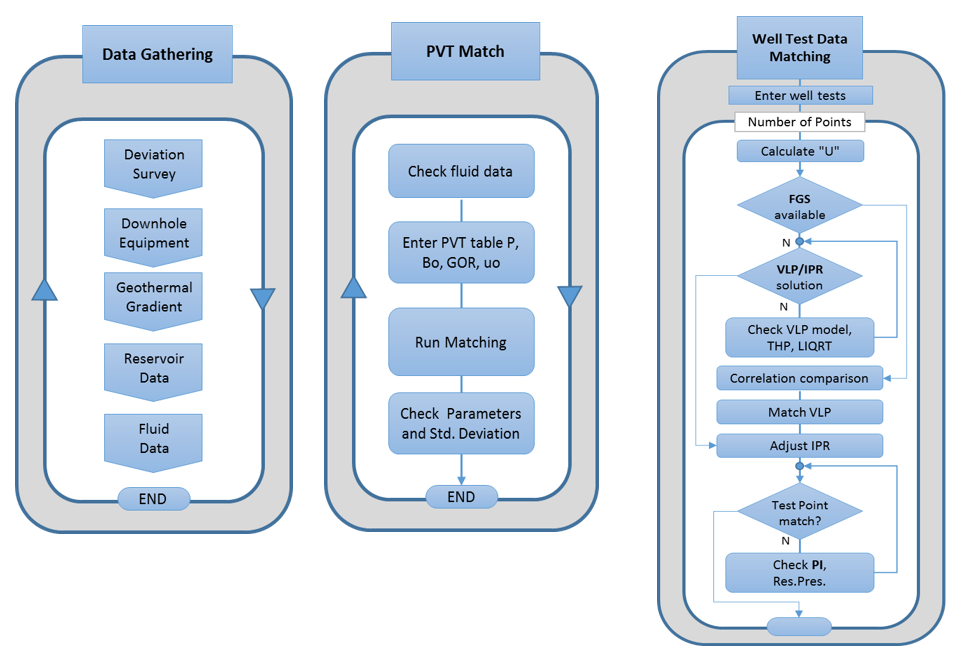 Data Gathering
Deviation
Survey
Downhole
Equipment
Geothermal
Gradient
Reservoir
Data
Fluid
Data
END
PVT Match
Check fluid data
Enter PVT table P,
Bo, GOR, uo
Run Matching
Check Parameters
and Std. Deviation
END
Well Test Data
Matching
Enter well tests
Number of Points
Calculate "U"
FGS
available
N
VLP/IPR
solution
N
Check VLP model,
THP, LIQRT
Correlation comparison
Match VLP
Adjust IPR
Test Point
match?
N
Check PI,
Res.Pres.